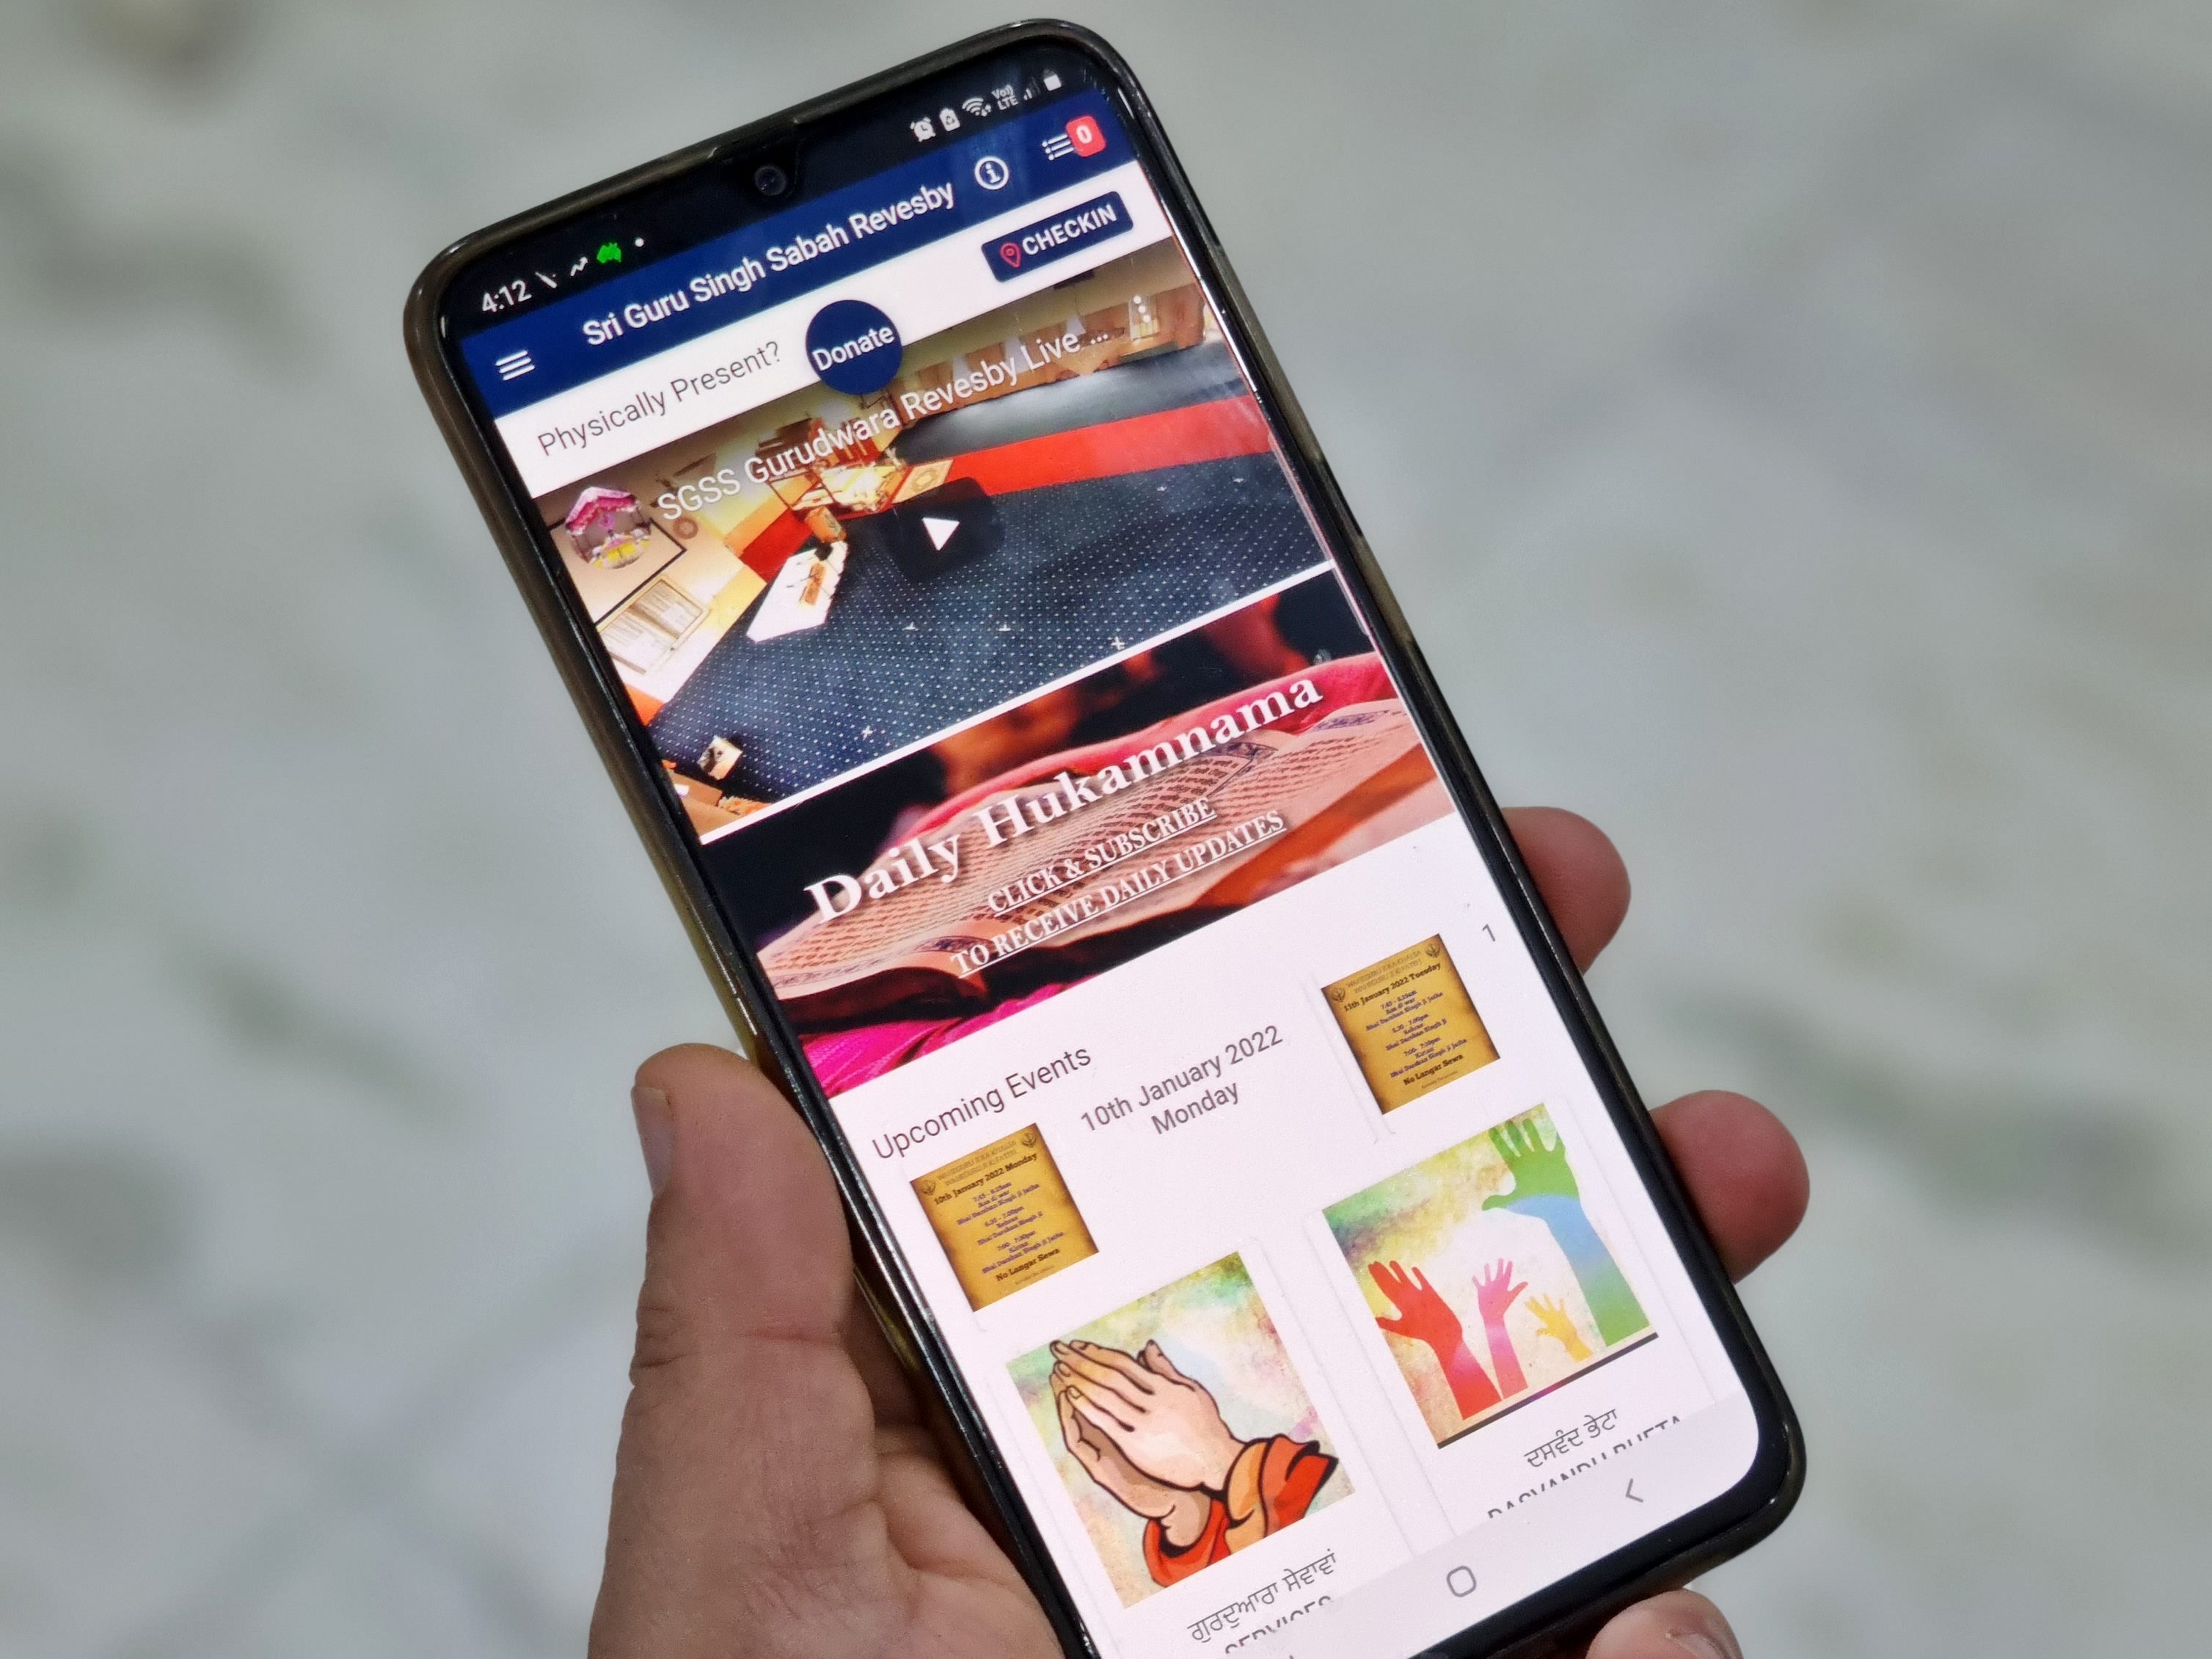 4:12
Vo))
LTE
Sri Guru Singh Sabah Revesby
0
Physically Present?
Donate
CHECKIN
SGSS Gurudwara Revesby Live ...
Daily Hukamnama
CLICK & SUBSCRIBE
TO RECEIVE DAILY UPDATES
Upcoming Events
10th January 2022 Monday
10th January 2022
Monday
No Langar Sewa
11th January 2022 Tuesday
No Langar Sewa
1
ਗੁਰਦੁਆਰਾ ਸੇਵਾਵਾਂ
SERVICES
ਦਸਵੰਦ ਭੇਟਾ
DASVANDH BHETA